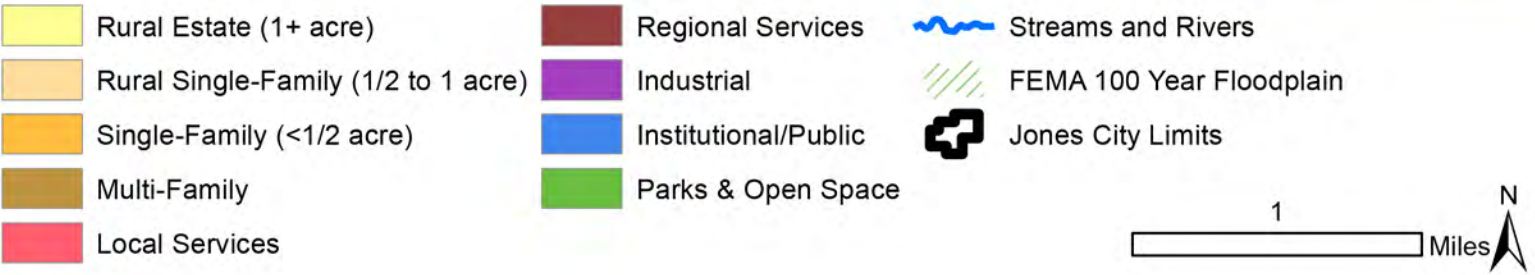 Rural Estate (1+ acre)
Rural Single-Family (1/2 to 1 acre)
Single-Family (<1/2 acre)
Multi-Family
Local Services
Regional Services
Industrial
Institutional/Public
Parks & Open Space
Streams and Rivers
FEMA 100 Year Floodplain
Jones City Limits
1
Miles
N